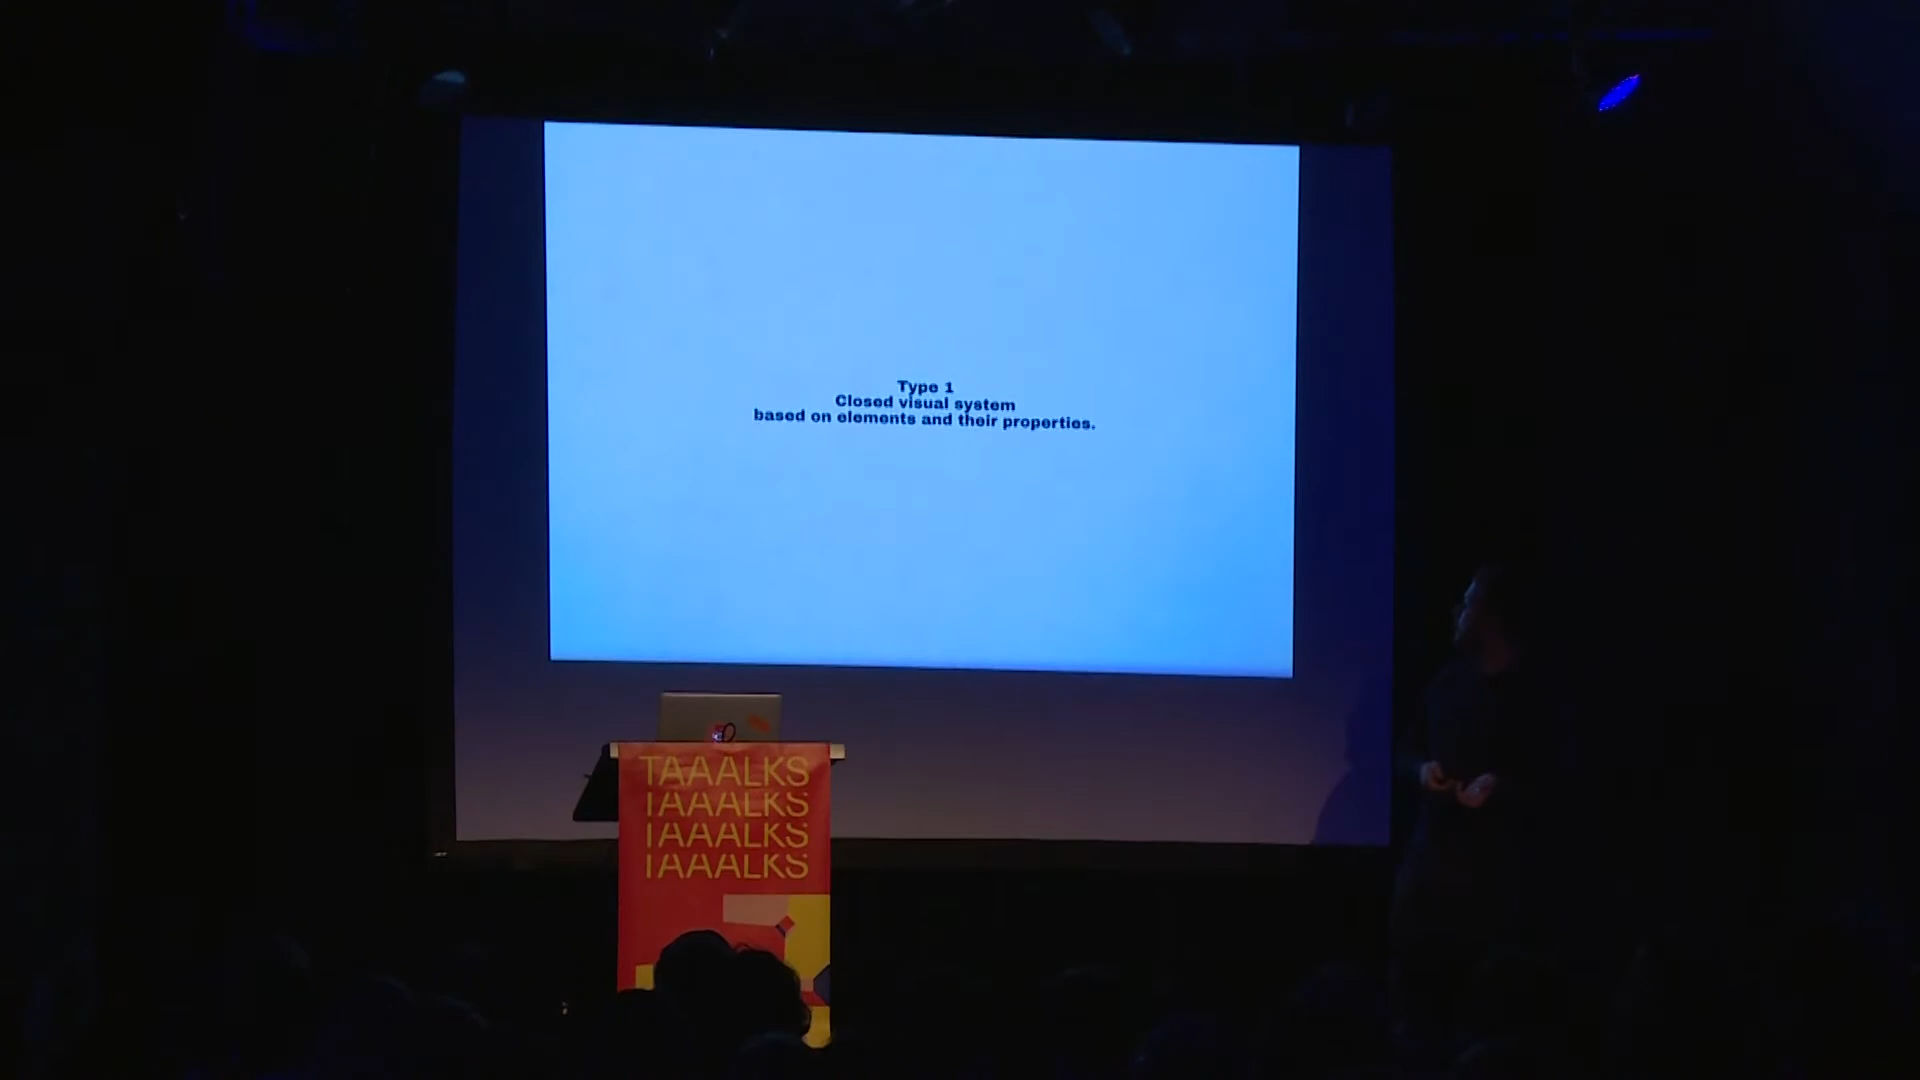 Type 1
Closed visual system
based on elements and their properties.
TAAALKS
TAAALKS
TAAALKS
TAAALKS